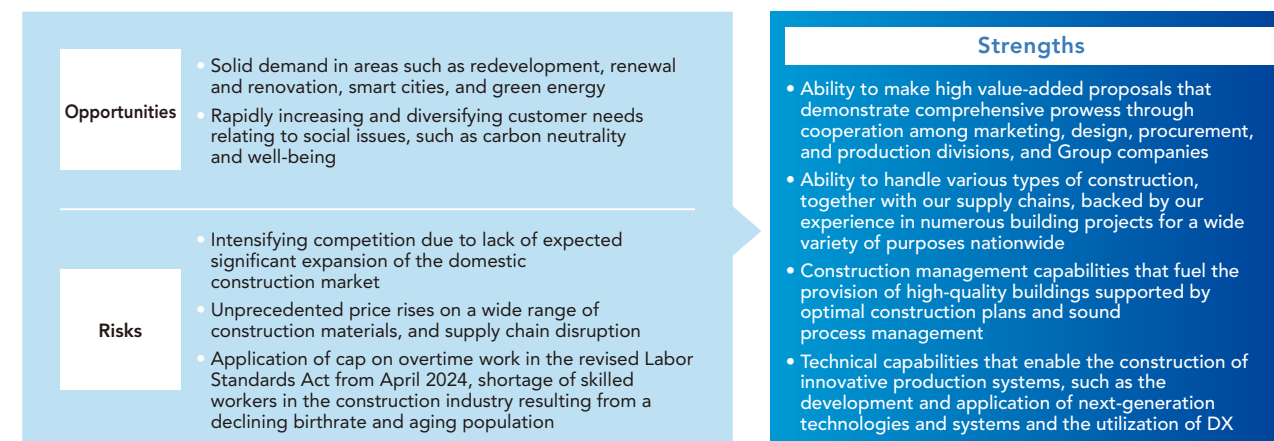 Opportunities
• Solid demand in areas such as redevelopment, renewal
and renovation, smart cities, and green energy
• Rapidly increasing and diversifying customer needs
relating to social issues, such as carbon neutrality
and well-being
Risks
• Intensifying competition due to lack of expected
significant expansion of the domestic
construction market
• Unprecedented price rises on a wide range of
construction materials, and supply chain disruption
• Application of cap on overtime work in the revised Labor
Standards Act from April 2024, shortage of skilled
workers in the construction industry resulting from a
declining birthrate and aging population
Strengths
• Ability to make high value-added proposals that
demonstrate comprehensive prowess through
cooperation among marketing, design, procurement,
and production divisions, and Group companies
• Ability to handle various types of construction,
together with our supply chains, backed by our
experience in numerous building projects for a wide
variety of purposes nationwide
• Construction management capabilities that fuel the
provision of high-quality buildings supported by
optimal construction plans and sound
process management
• Technical capabilities that enable the construction of
innovative production systems, such as the
development and application of next-generation
technologies and systems and the utilization of DX